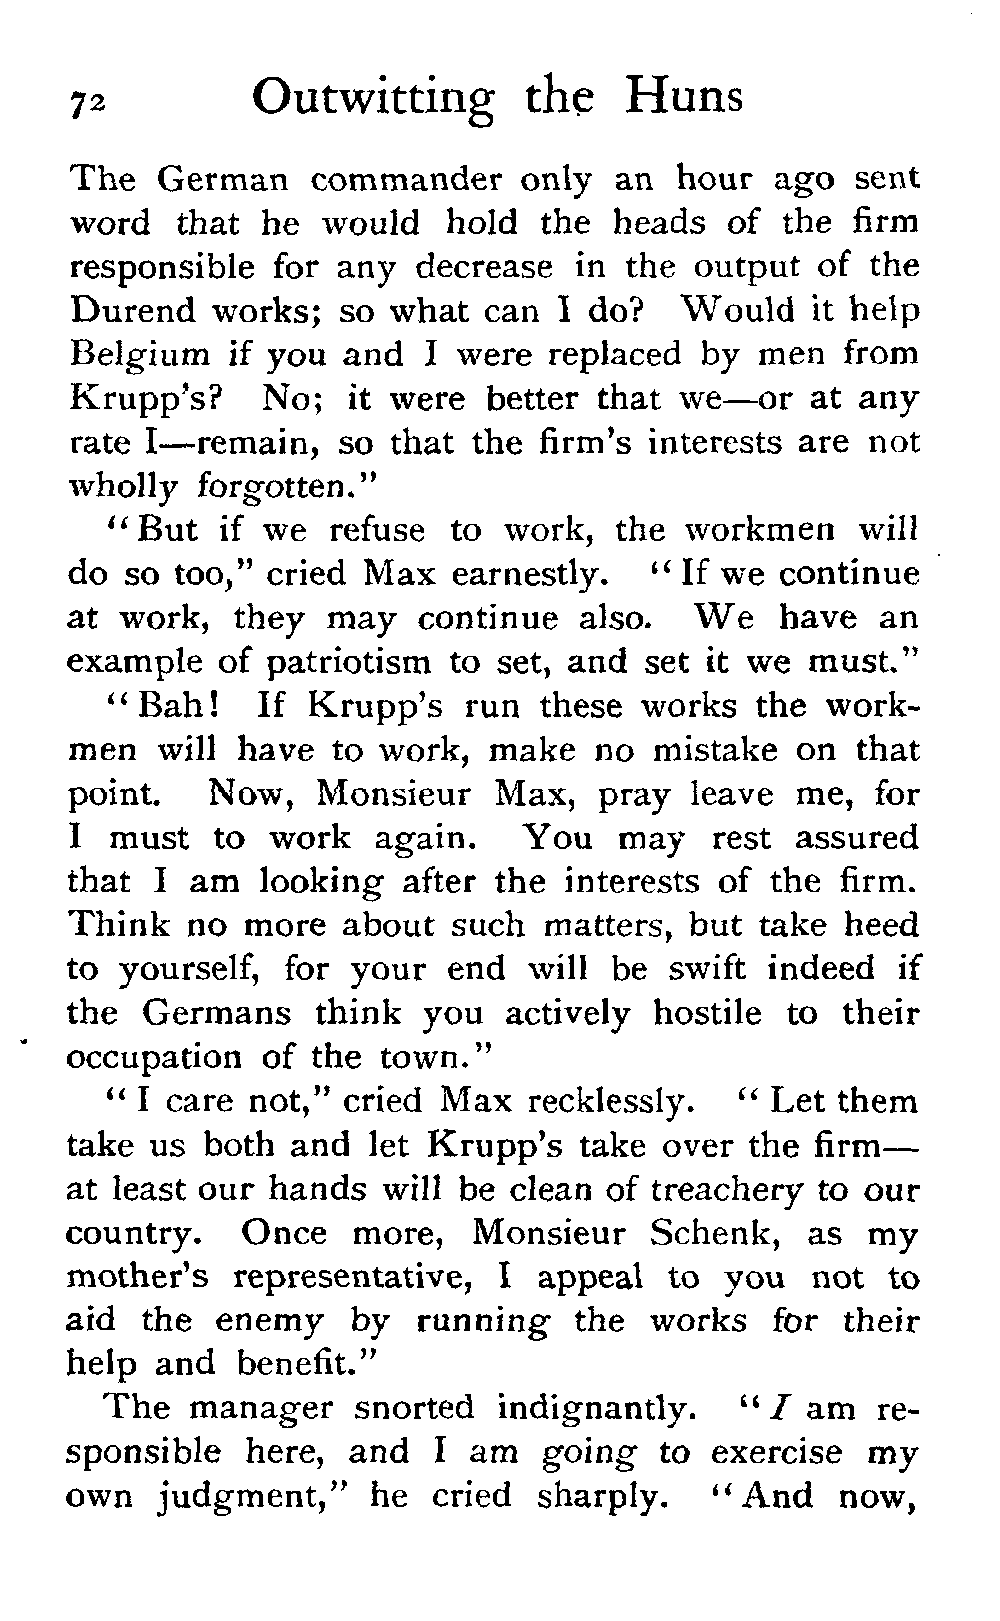 72 Outwitting the Huns
The German commander only an hour ago sent
word that he would hold the heads of the firm
responsible for any decrease in the output of the
Durend works; so what can I do? Would it help
Belgium if you and I were replaced by men from
Krupp's? No; it were better that we—or at any
rate I—remain, so that the firm's interests are not
wholly forgotten."
"But if we refuse to work, the workmen will
do so too," cried Max earnestly. "If we continue
at work, they may continue also. We have an
example of patriotism to set, and set it we must."
"Bah! If Krupp's run these works the work-
men will have to work, make no mistake on that
point. Now, Monsieur Max, pray leave me, for
I must to work again. You may rest assured
that I am looking after the interests of the firm.
Think no more about such matters, but take heed
to yourself, for your end will be swift indeed if
the Germans think you actively hostile to their
occupation of the town."
"I care not," cried Max recklessly. "Let them
take us both and let Krupp's take over the firm—
at least our hands will be clean of treachery to our
country. Once more, Monsieur Schenk, as my
mother's representative, I appeal to you not to
aid the enemy by running the works for their
help and benefit."
The manager snorted indignantly. "I am re-
sponsible here, and I am going to exercise my
own judgment," he cried sharply. "And now,